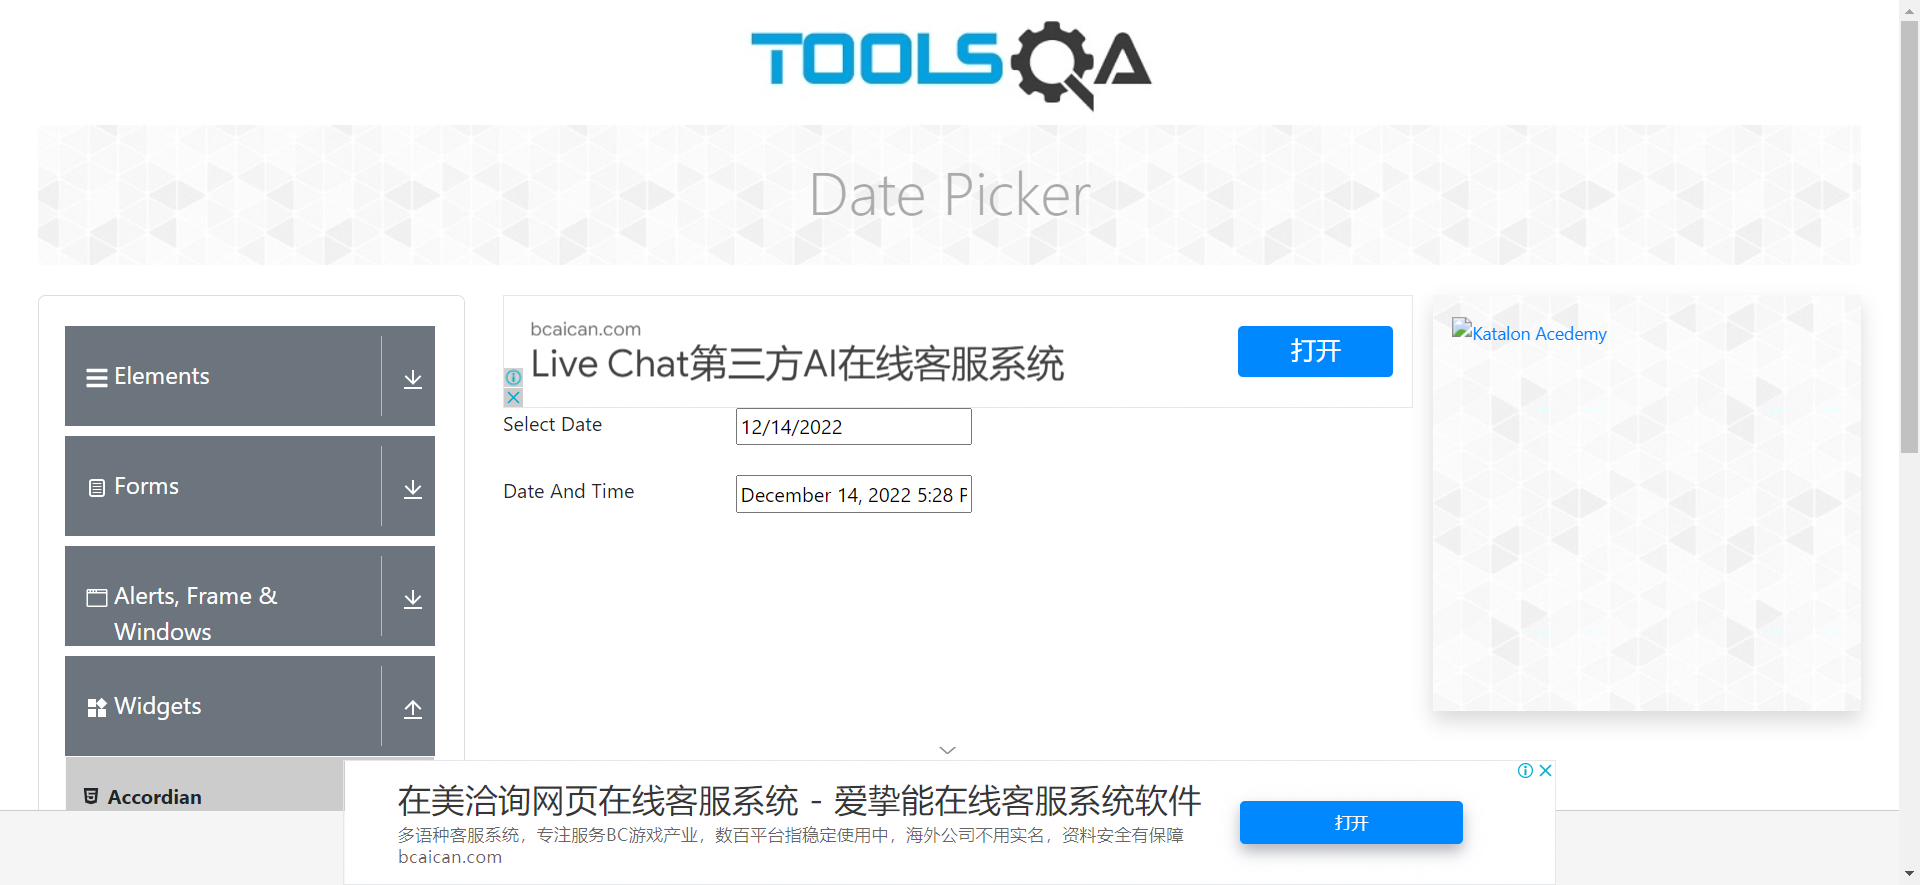 TOOLSQA
Date Picker
Elements
Forms
Alerts, Frame &
Windows
Widgets
Accordian
bcaican.com
Live Chat第三方AI在线客服系统
打开
Select Date
12/14/2022
Date And Time
December 14, 2022 5:28 P
Katalon Acedemy
在美洽询网页在线客服系统 - 爱挚能在线客服系统软件
多语种客服系统，专注服务BC游戏产业，数百平台指稳定使用中，海外公司不用实名，资料安全有保障
bcaican.com
打开